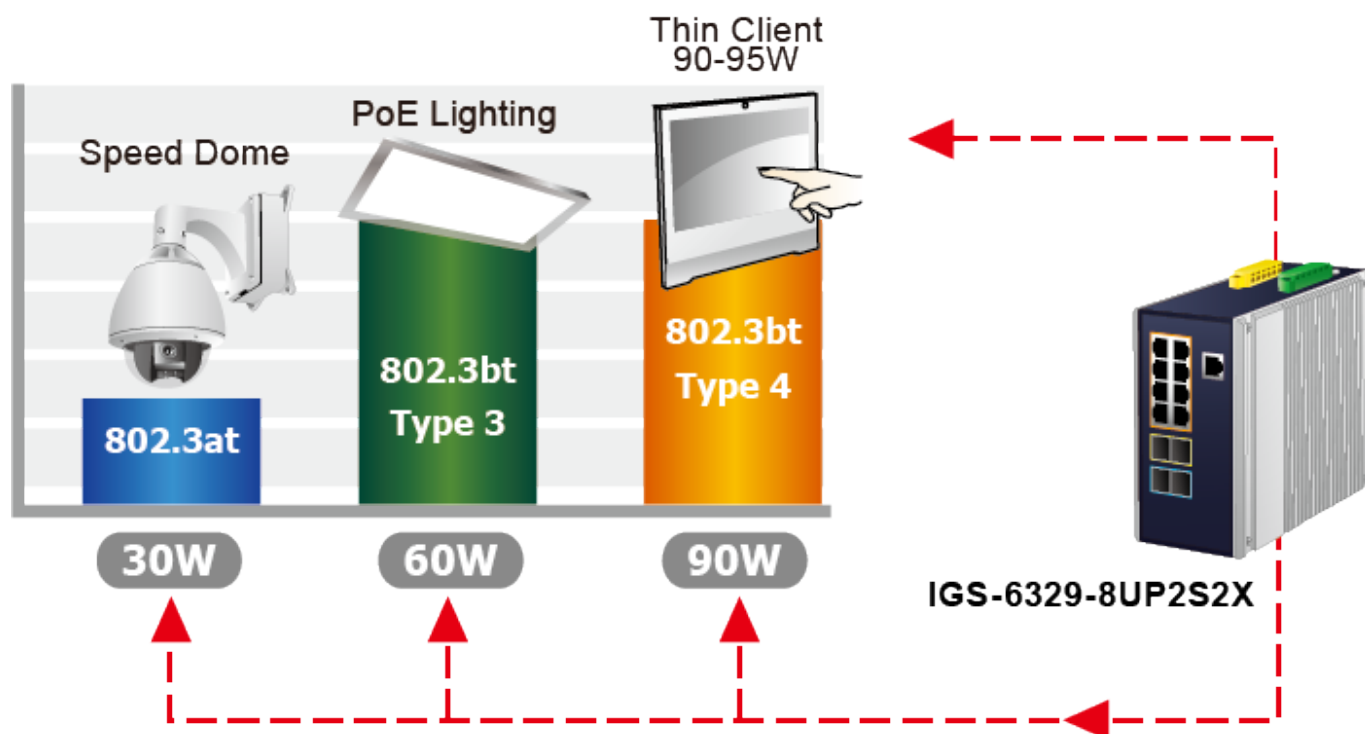 Thin Client
90-95W
PoE Lighting
Speed Dome
802.3at
802.3bt
Type 3
802.3bt
Type 4
30W
60W
90W
IGS-6329-8UP2S2X